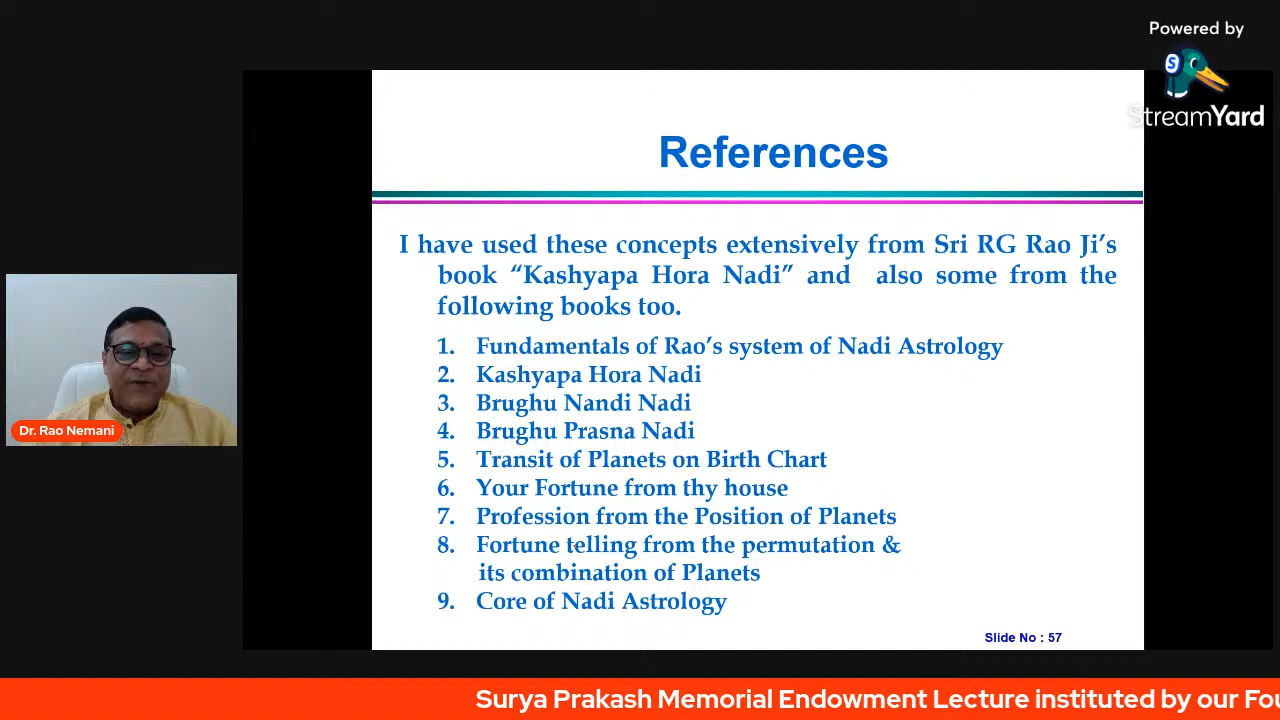 Powered by
StreamYard
References
I have used these concepts extensively from Sri RG Rao Ji’s
book “Kashyapa Hora Nadi” and also some from the
following books too.
1. Fundamentals of Rao’s system of Nadi Astrology
2. Kashyapa Hora Nadi
3. Brughu Nandi Nadi
4. Brughu Prasna Nadi
5. Transit of Planets on Birth Chart
6. Your Fortune from thy house
7. Profession from the Position of Planets
8. Fortune telling from the permutation &
its combination of Planets
9. Core of Nadi Astrology
Slide No : 57
Dr. Rao Nemani
Surya Prakash Memorial Endowment Lecture instituted by our Fou